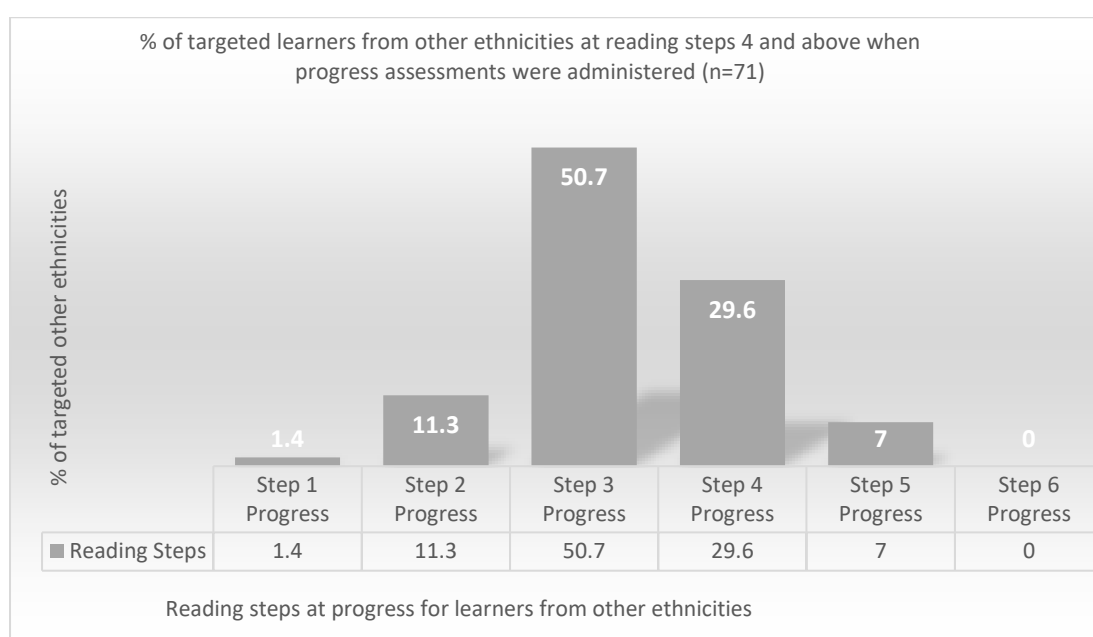 % of targeted learners from other ethnicities at reading steps 4 and above when
progress assessments were administered (n=71)
% of targeted other ethnicities
1.4
11.3
50.7
29.6
7
0
Step 1 Progress
Step 2 Progress
Step 3 Progress
Step 4 Progress
Step 5 Progress
Step 6 Progress
Reading Steps 1.4 11.3 50.7 29.6 7 0
Reading steps at progress for learners from other ethnicities